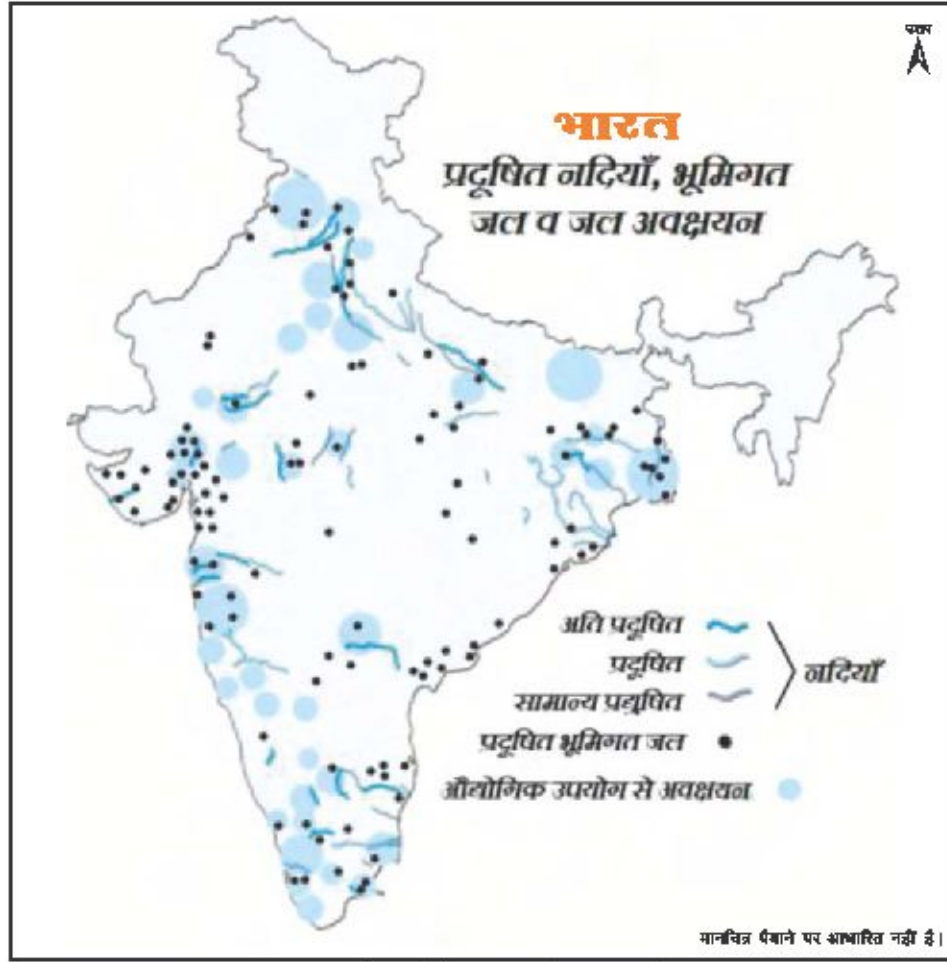 उत्तर
भारत
प्रदूषित नदियाँ, भूमिगत
जल व जल अवक्षयन
अति प्रदूषित
प्रदूषित
नदियाँ
सामान्य प्रद्यूषित
प्रदूषित भूमिगत जल
औद्योगिक उपयोग से अवक्षयन
मानचित्र पैमाने पर आधारित नहीं है।